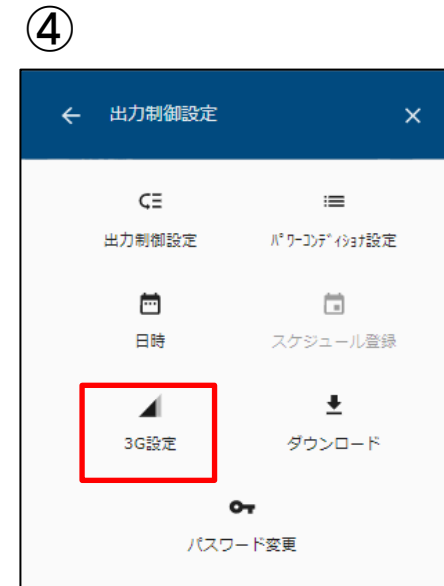 ④
出力制御設定
出力制御設定
ﾊﾟﾜｰｺﾝﾃﾞｨｼｮﾅ設定
日時
スケジュール登録
3G設定
ダウンロード
パスワード変更